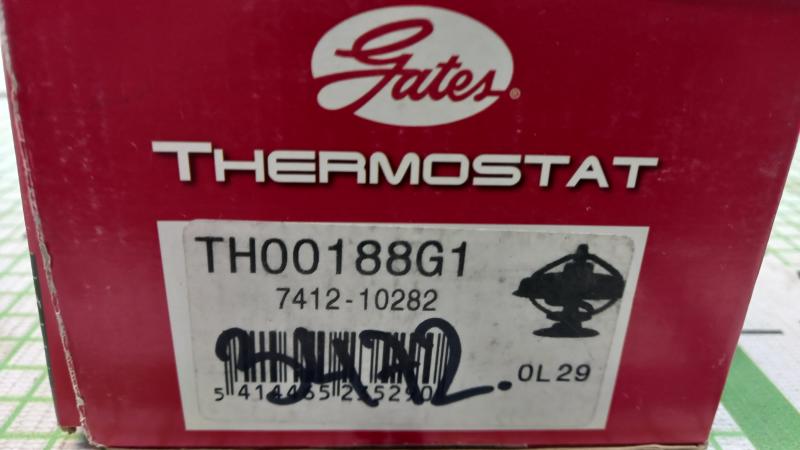 Gates®
THERMOSTAT
TH00188G1
7412-10282
0L29